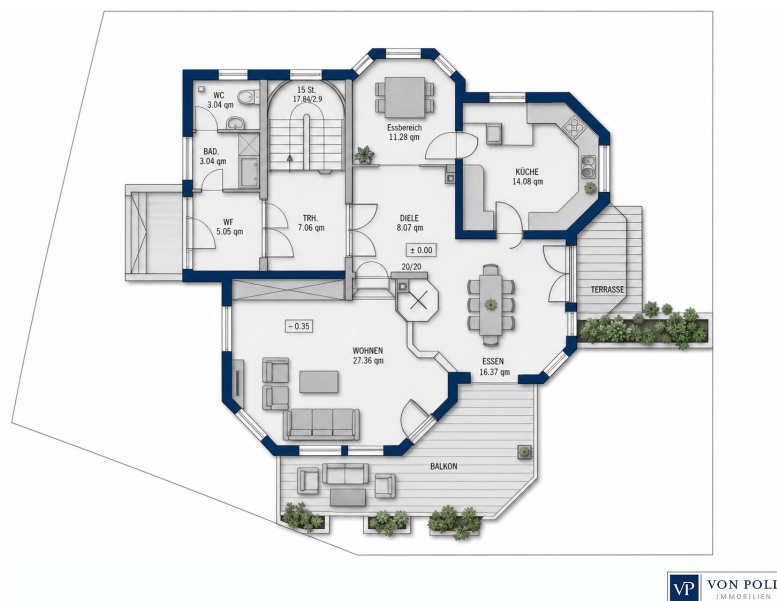 WC
3.04 qm
15 St.
17.84/2.9
Essbereich
11.28 qm
BAD.
3.04 qm
KÜCHE
14.08 qm
WF
5.05 qm
TRH.
7.06 qm
DIELE
8.07 qm
± 0.00
20/20
TERRASSE
– 0.35
WOHNEN
27.36 qm
ESSEN
16.37 qm
BALKON
VP
VON POLL
IMMOBILIEN